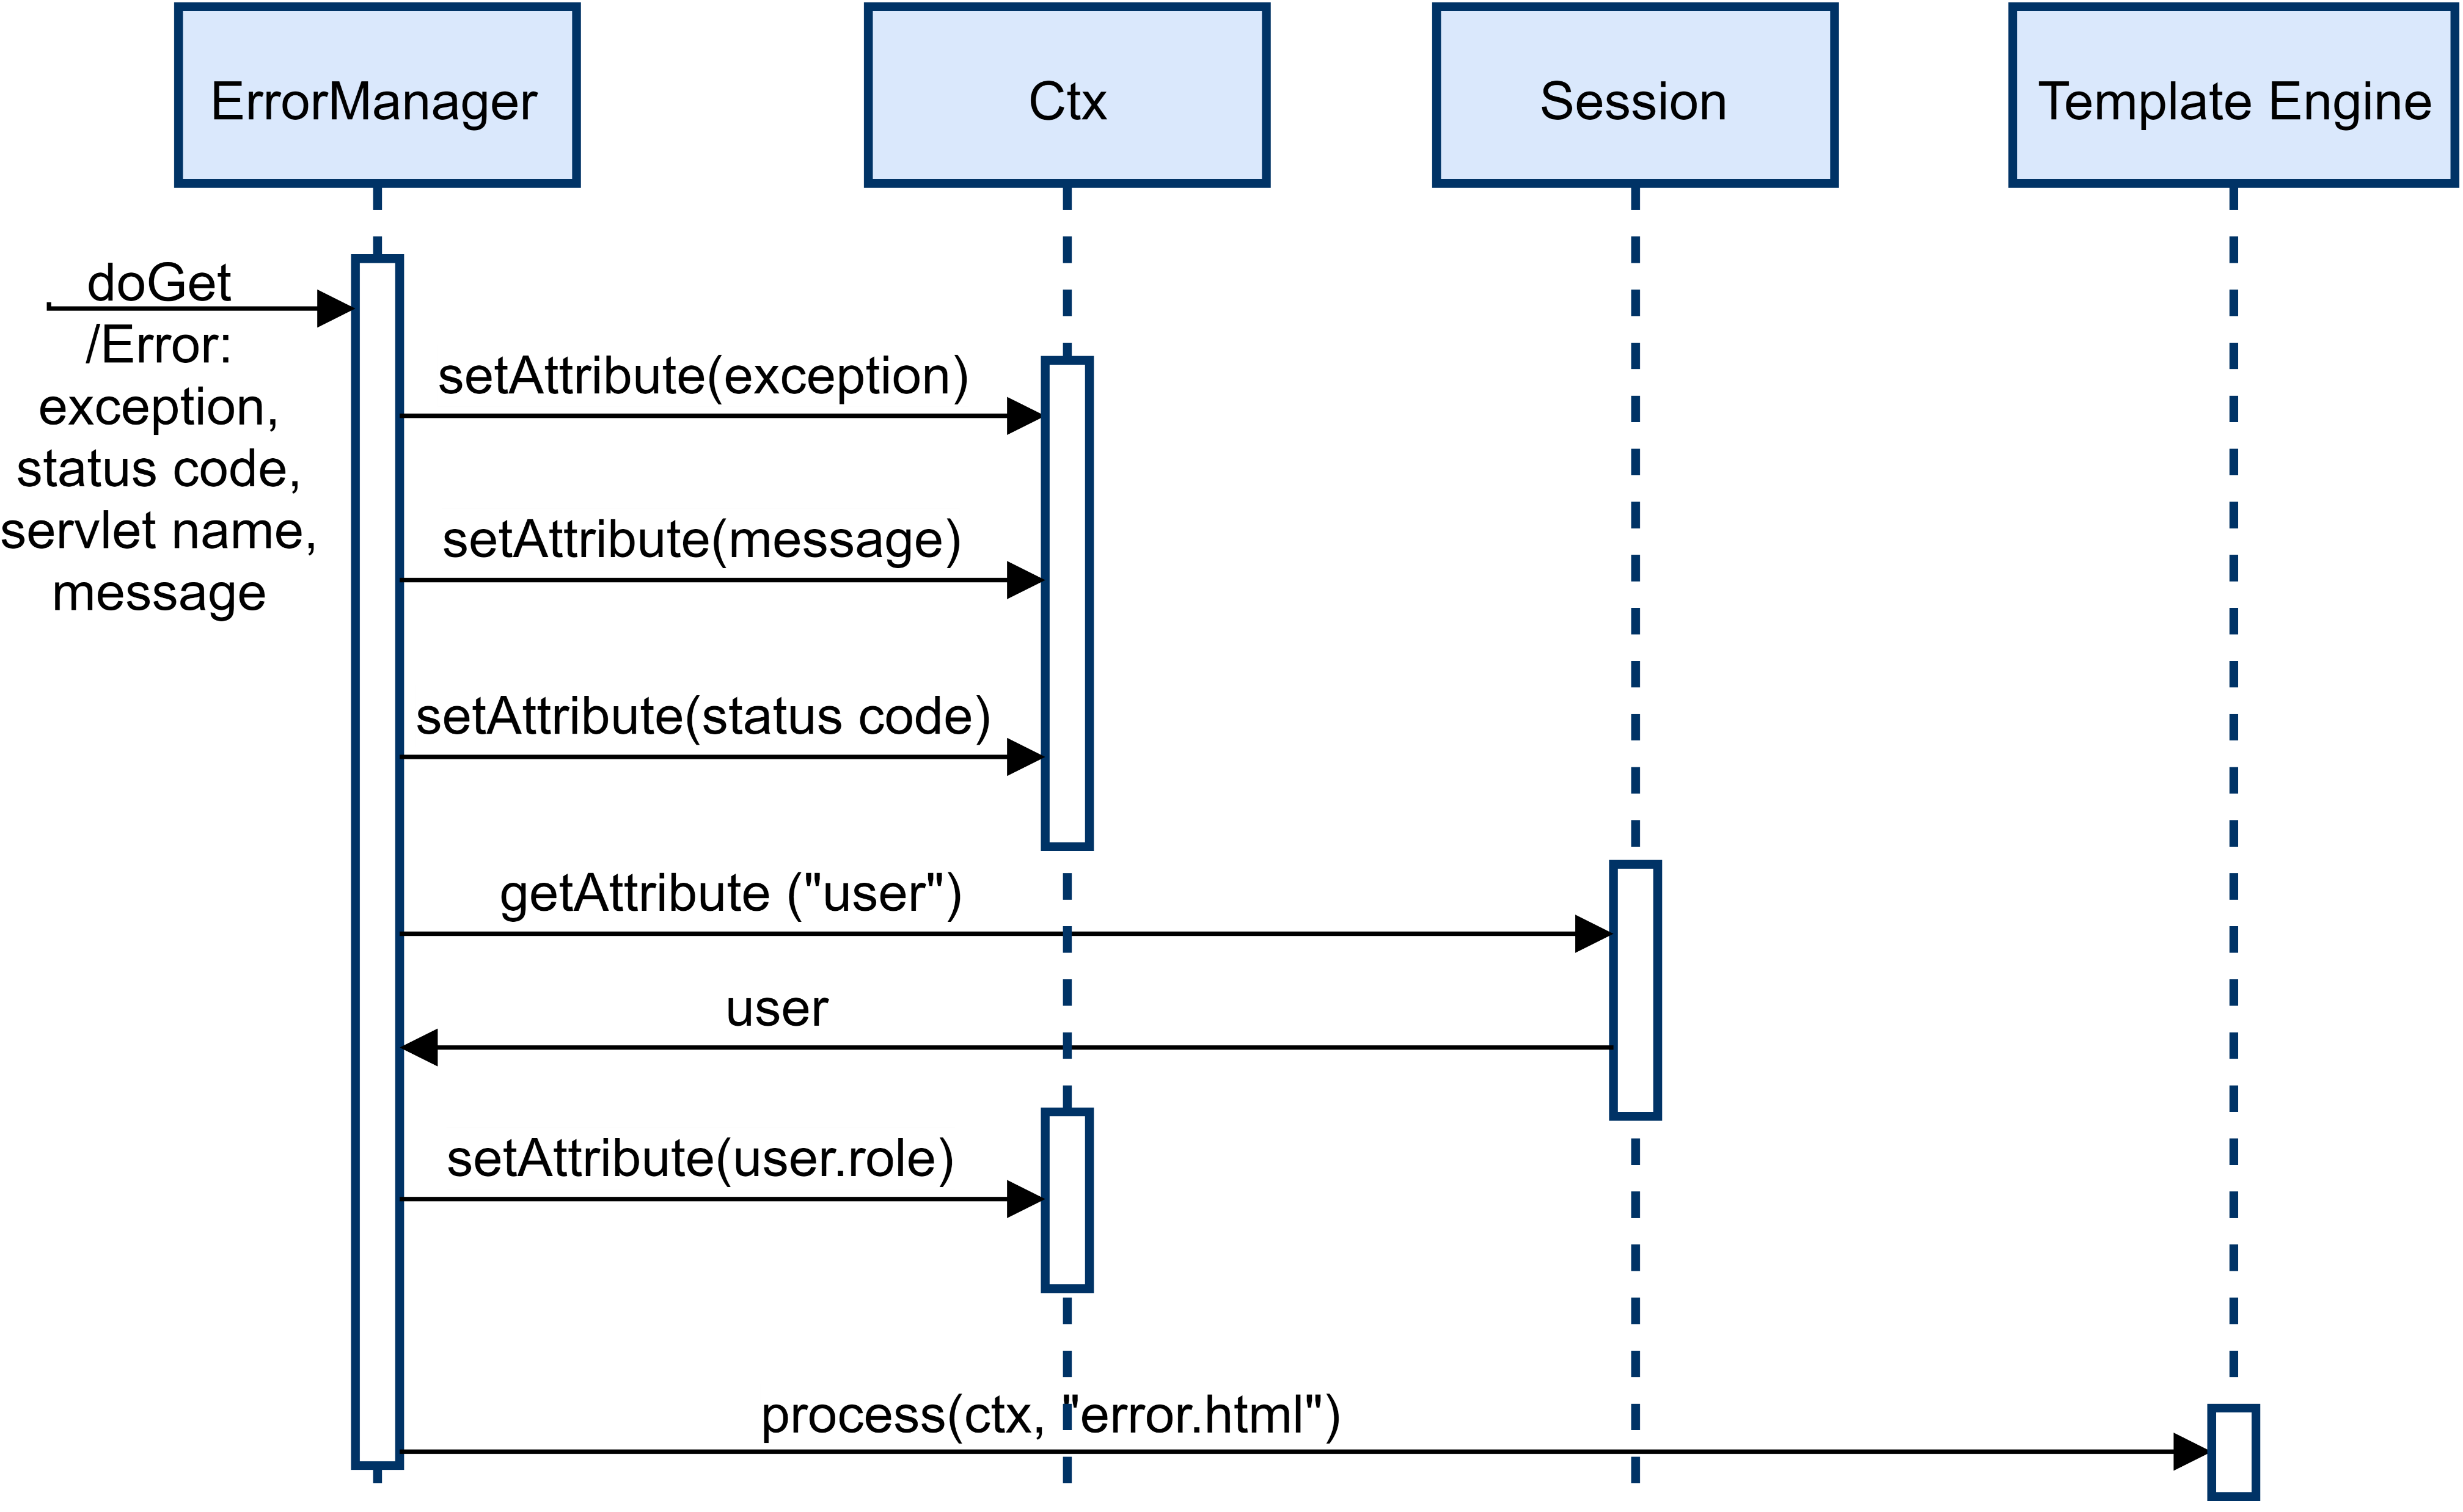 ErrorManager
Ctx
Session
Template Engine
doGet
/Error:
exception,
status code,
servlet name,
message
setAttribute(exception)
setAttribute(message)
setAttribute(status code)
getAttribute ("user")
user
setAttribute(user.role)
process(ctx, "error.html")